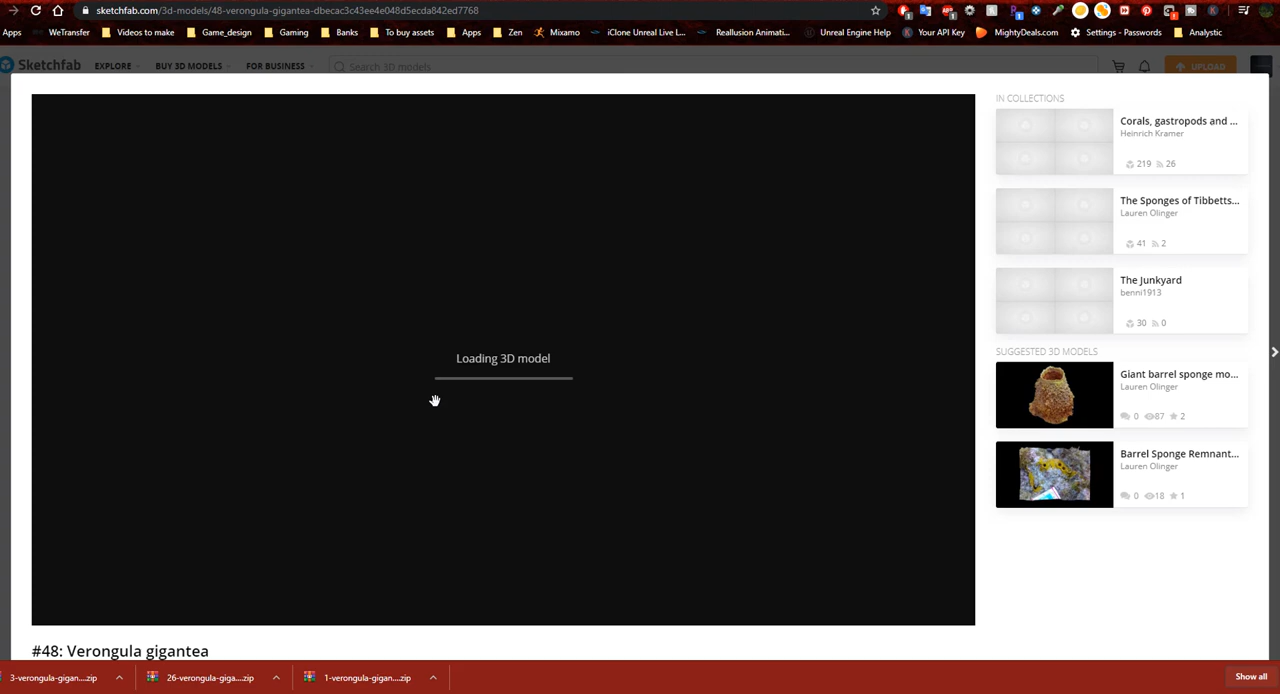 sketchfab.com/3d-models/48-verongula-gigantea-dbecac3c43ee4e048d5ecda842ed7768
Apps WeTransfer Videos to make Game_design Gaming Banks To buy assets Apps Zen Mixamo iClone Unreal Live L... Reallusion Animati... Unreal Engine Help Your API Key MightyDeals.com Settings - Passwords Analystic
Sketchfab EXPLORE BUY 3D MODELS FOR BUSINESS Search 3D models UPLOAD
IN COLLECTIONS
Corals, gastropods and ...
Heinrich Kramer
219 26
The Sponges of Tibbetts...
Lauren Olinger
41 2
The Junkyard
benni1913
30 0
Loading 3D model
SUGGESTED 3D MODELS
Giant barrel sponge mo...
Lauren Olinger
0 87 2
Barrel Sponge Remnant...
Lauren Olinger
0 18 1
#48: Verongula gigantea
3-verongula-gigan....zip 26-verongula-giga....zip 1-verongula-gigan....zip Show all